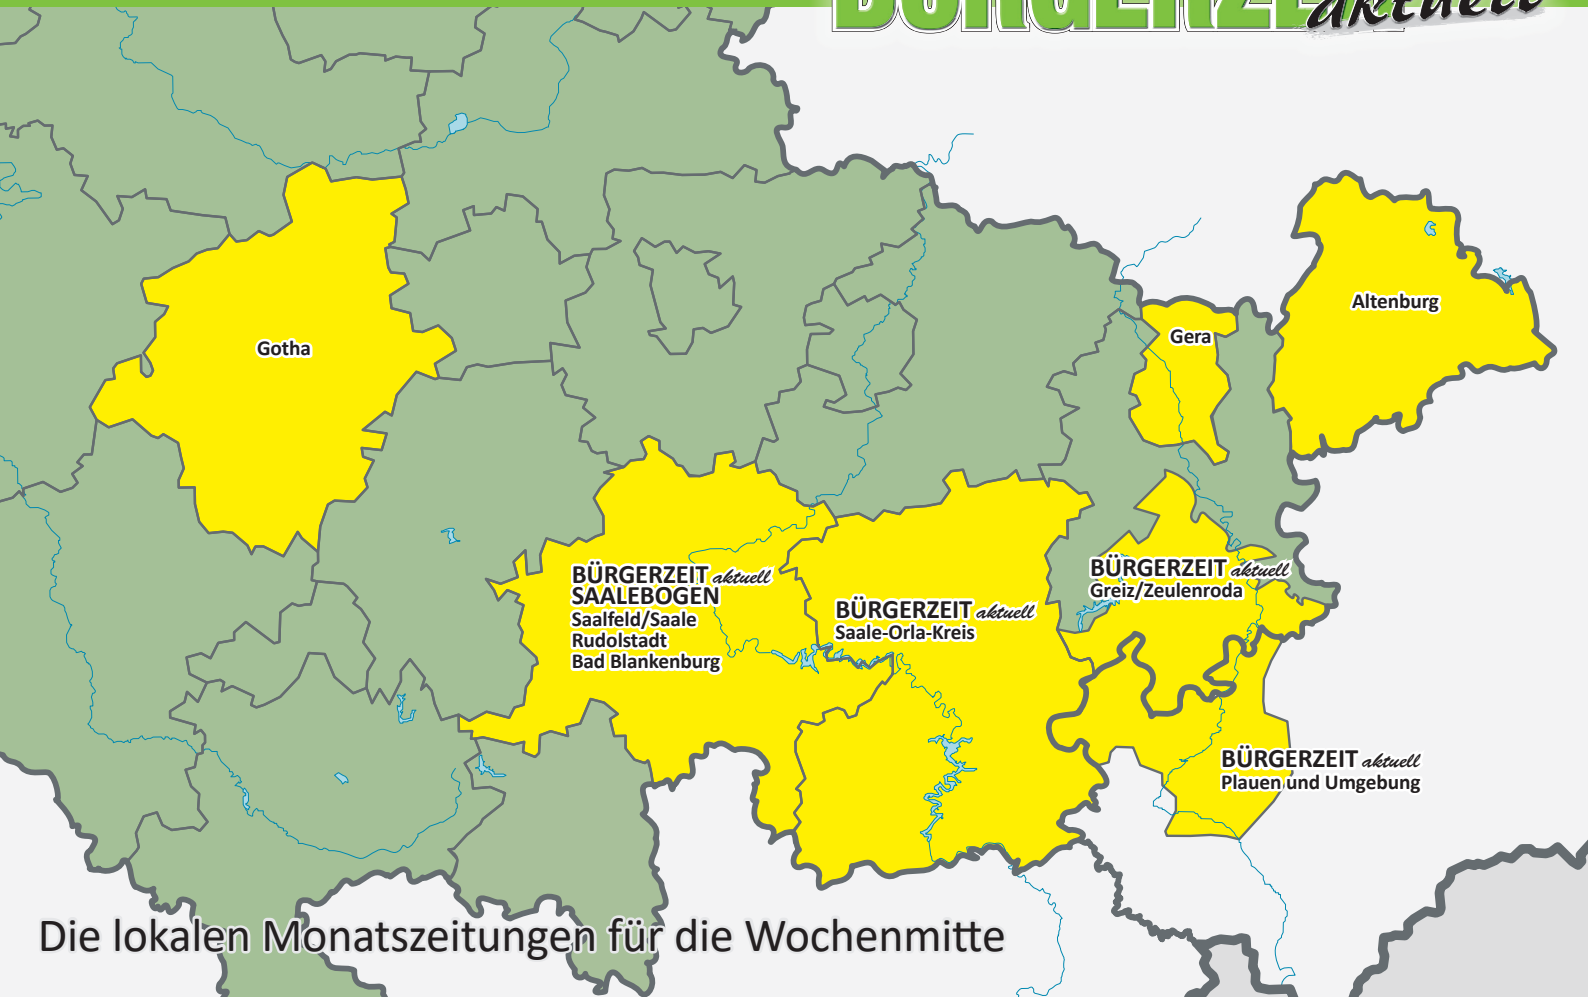 BÜRGERZEIT aktuell
Altenburg
Gera
Gotha
BÜRGERZEIT aktuell
Greiz/Zeulenroda
BÜRGERZEIT aktuell
SAALEBOGEN
Saalfeld/Saale
Rudolstadt
Bad Blankenburg
BÜRGERZEIT aktuell
Saale-Orla-Kreis
BÜRGERZEIT aktuell
Plauen und Umgebung
Die lokalen Monatszeitungen für die Wochenmitte